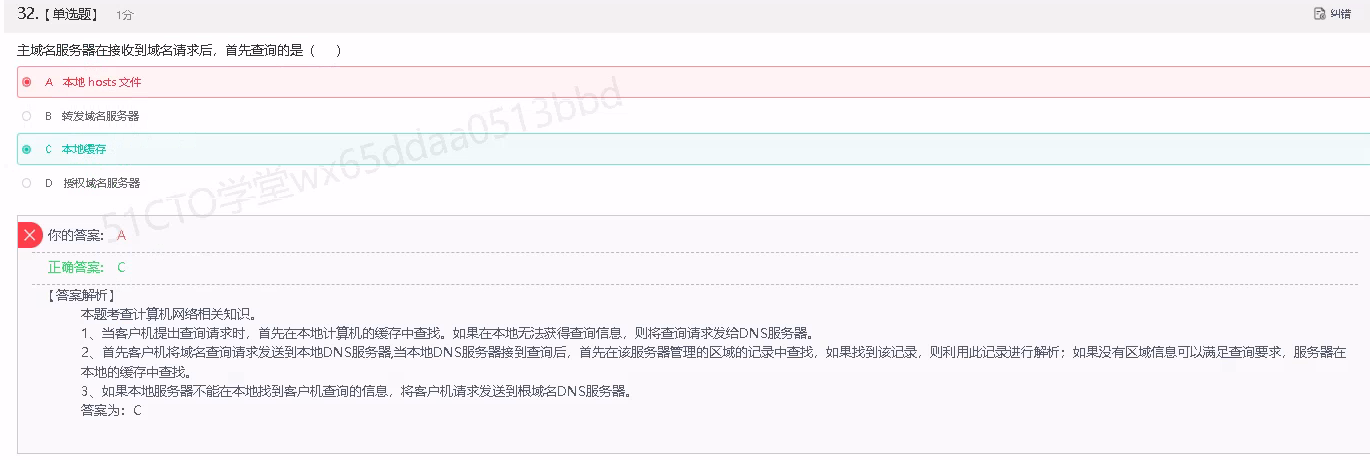 32.【单选题】 1分 纠错
主域名服务器在接收到域名请求后，首先查询的是（ ）
A 本地 hosts 文件
B 转发域名服务器
C 本地缓存
D 授权域名服务器
51CTO学堂wx65ddaa0513bbd
你的答案： A
正确答案： C
【答案解析】
本题考查计算机网络相关知识。
1、当客户机提出查询请求时，首先在本地计算机的缓存中查找。如果在本地无法获得查询信息，则将查询请求发给DNS服务器。
2、首先客户机将域名查询请求发送到本地DNS服务器,当本地DNS服务器接到查询后，首先在该服务器管理的区域的记录中查找，如果找到该记录，则利用此记录进行解析；如果没有区域信息可以满足查询要求，服务器在
本地的缓存中查找。
3、如果本地服务器不能在本地找到客户机查询的信息，将客户机请求发送到根域名DNS服务器。
答案为：C